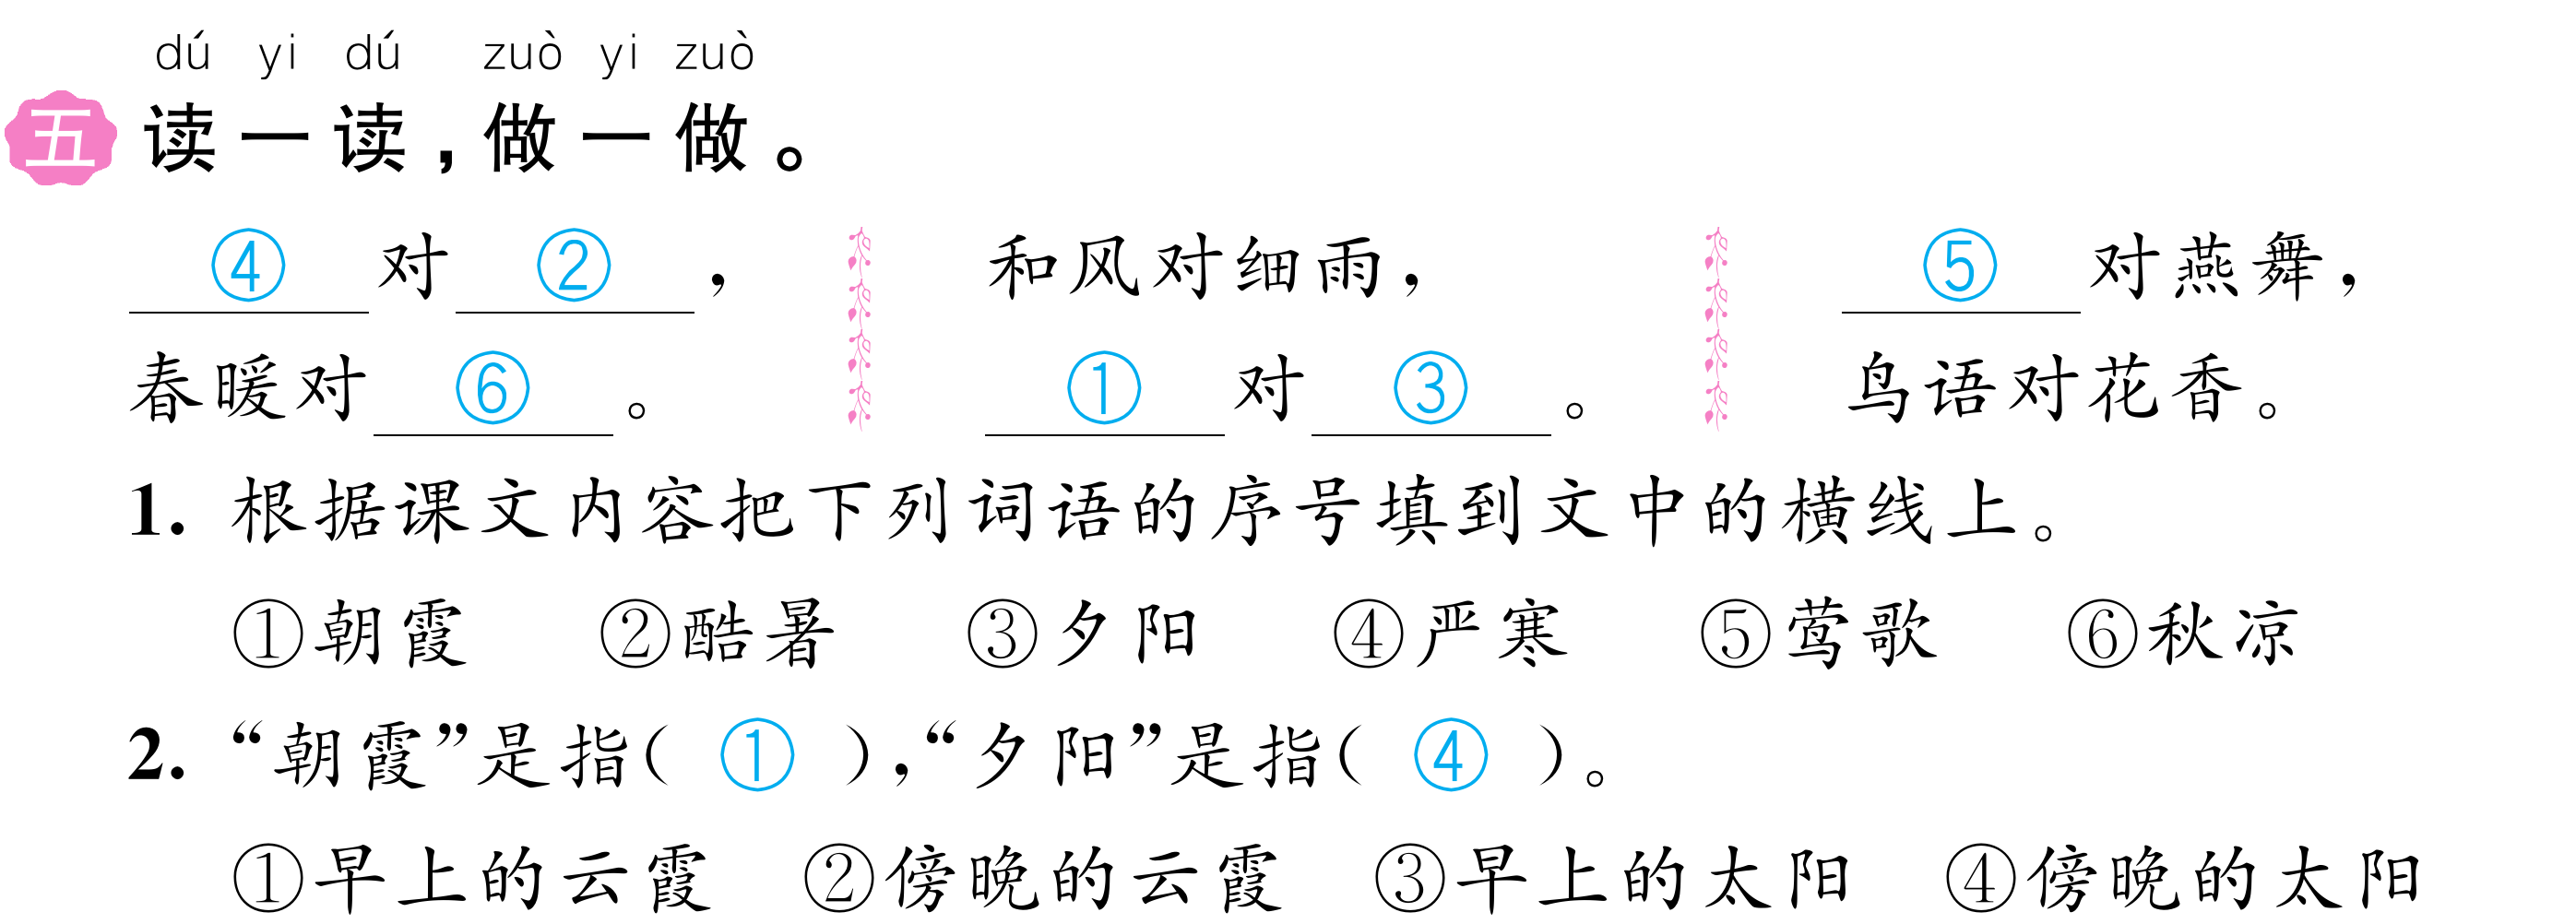 dú yi dú zuò yi zuò
五 读一读,做一做。
④对②, 和风对细雨, ⑤对燕舞,
春暖对⑥。 ①对③。 鸟语对花香。
1. 根据课文内容把下列词语的序号填到文中的横线上。
①朝霞 ②酷暑 ③夕阳 ④严寒 ⑤莺歌 ⑥秋凉
2. “朝霞”是指( ① ),“夕阳”是指( ④ )。
①早上的云霞 ②傍晚的云霞 ③早上的太阳 ④傍晚的太阳